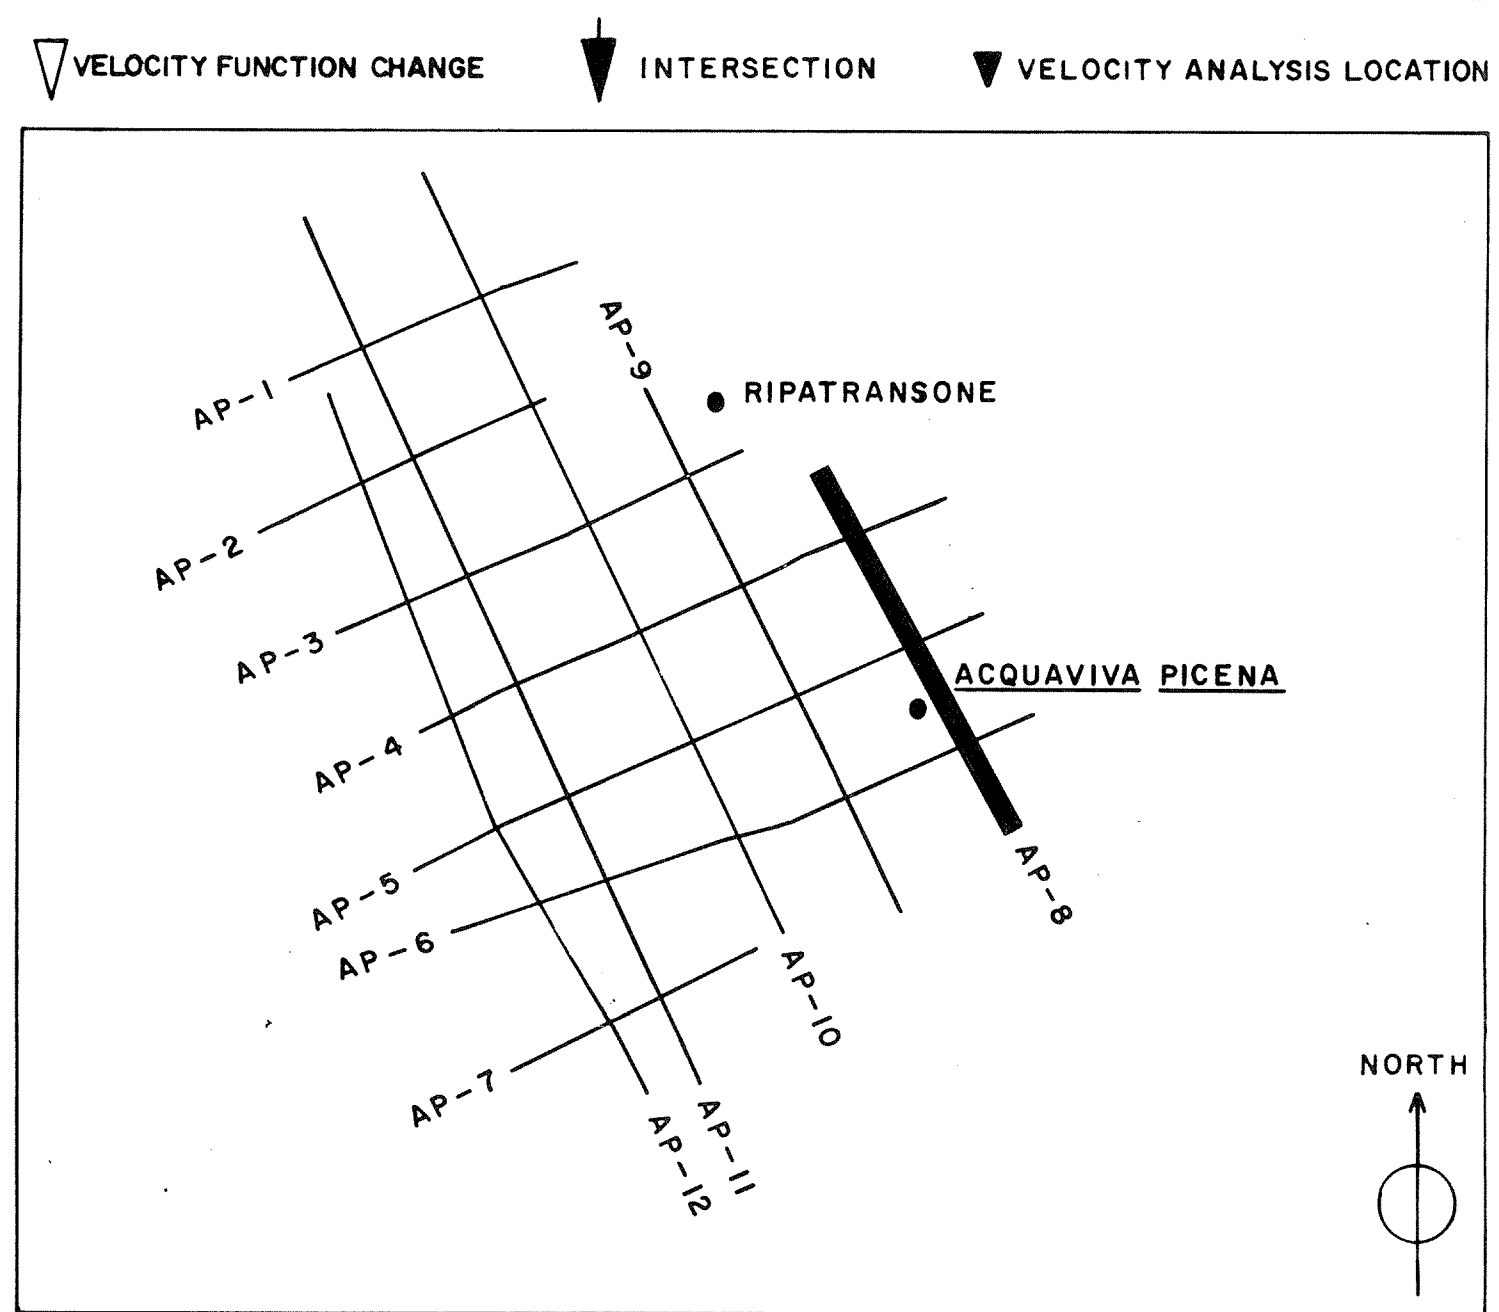 VELOCITY FUNCTION CHANGE
INTERSECTION
VELOCITY ANALYSIS LOCATION
AP-9
RIPATRANSONE
AP-1
AP-2
AP-3
ACQUAVIVA PICENA
AP-4
AP-5
AP-8
AP-6
AP-10
AP-7
NORTH
AP-11
AP-12